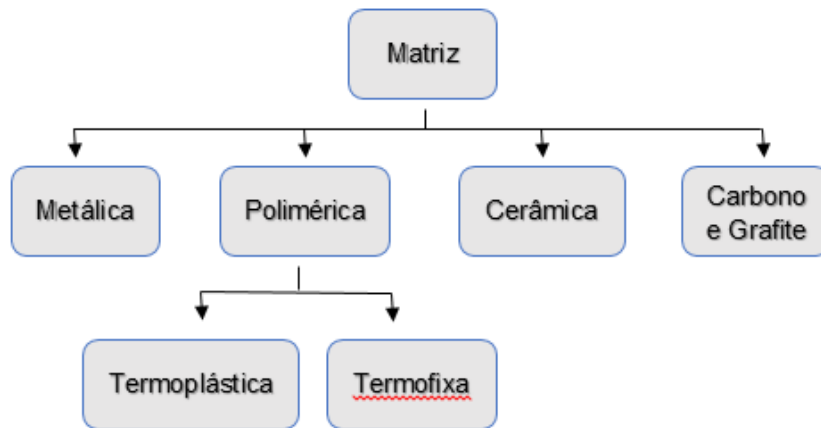 Matriz
Metálica
Polimérica
Cerâmica
Carbono
e Grafite
Termoplástica
Termofixa